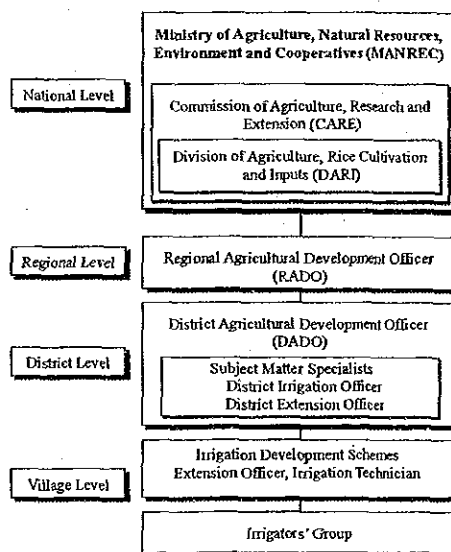 Ministry of Agriculture, Natural Resources,
Environment and Cooperatives (MANREC)
National Level
Commission of Agriculture, Research and
Extension (CARE)
Division of Agriculture, Rice Cultivation
and Inputs (DARI)
Regional Level
Regional Agricultural Development Officer
(RADO)
District Agricultural Development Officer
(DADO)
District Level
Subject Matter Specialists
District Irrigation Officer
District Extension Officer
Irrigation Development Schemes
Extension Officer, Irrigation Technician
Village Level
Irrigators' Group